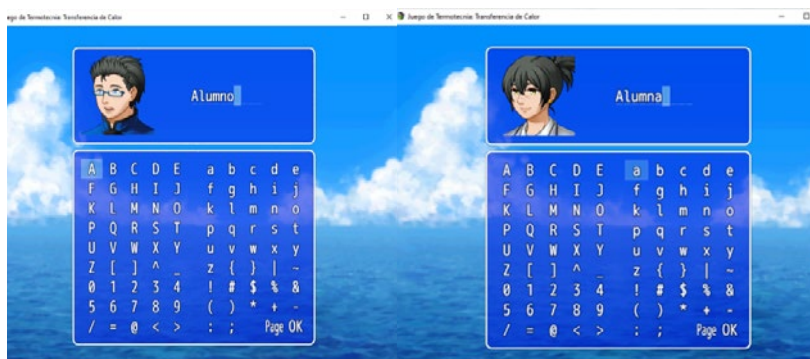 ego de Termotecnia: Transferencia de Calor
Alumno
A B C D E a b c d e
F G H I J f g h i j
K L M N O k l m n o
P Q R S T p q r s t
U V W X Y u v w x y
Z [ ] ^ _ z { } | ~
0 1 2 3 4 ! # $ % &
5 6 7 8 9 ( ) * + -
/ = @ < > : ; Page OK
Juego de Termotecnia: Transferencia de Calor
Alumna
A B C D E a b c d e
F G H I J f g h i j
K L M N O k l m n o
P Q R S T p q r s t
U V W X Y u v w x y
Z [ ] ^ _ z { } | ~
0 1 2 3 4 ! # $ % &
5 6 7 8 9 ( ) * + -
/ = @ < > : ; Page OK